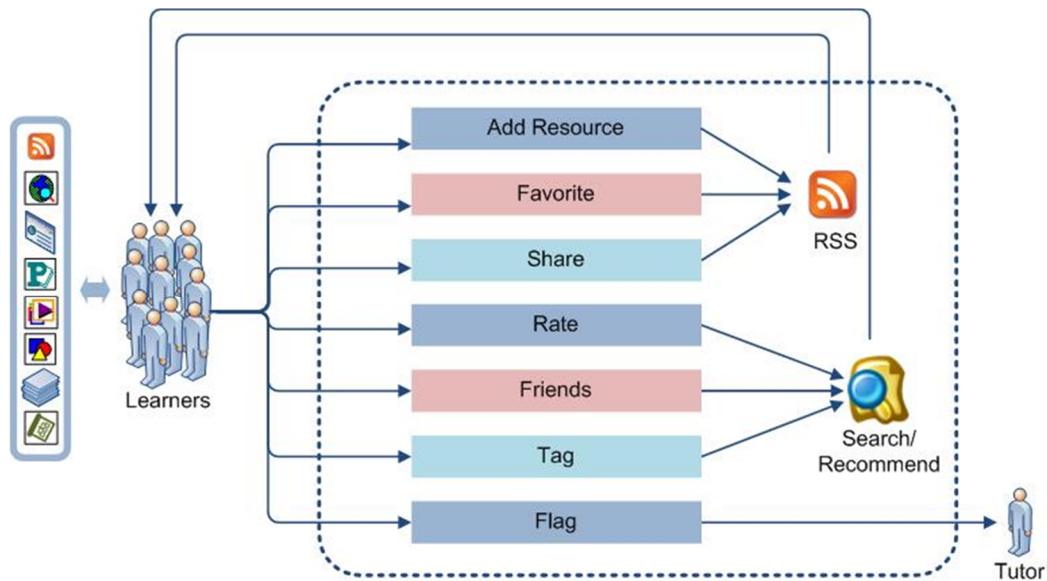 Add Resource
Favorite
Share
Rate
Friends
Tag
Flag
RSS
Search/
Recommend
Learners
Tutor
P